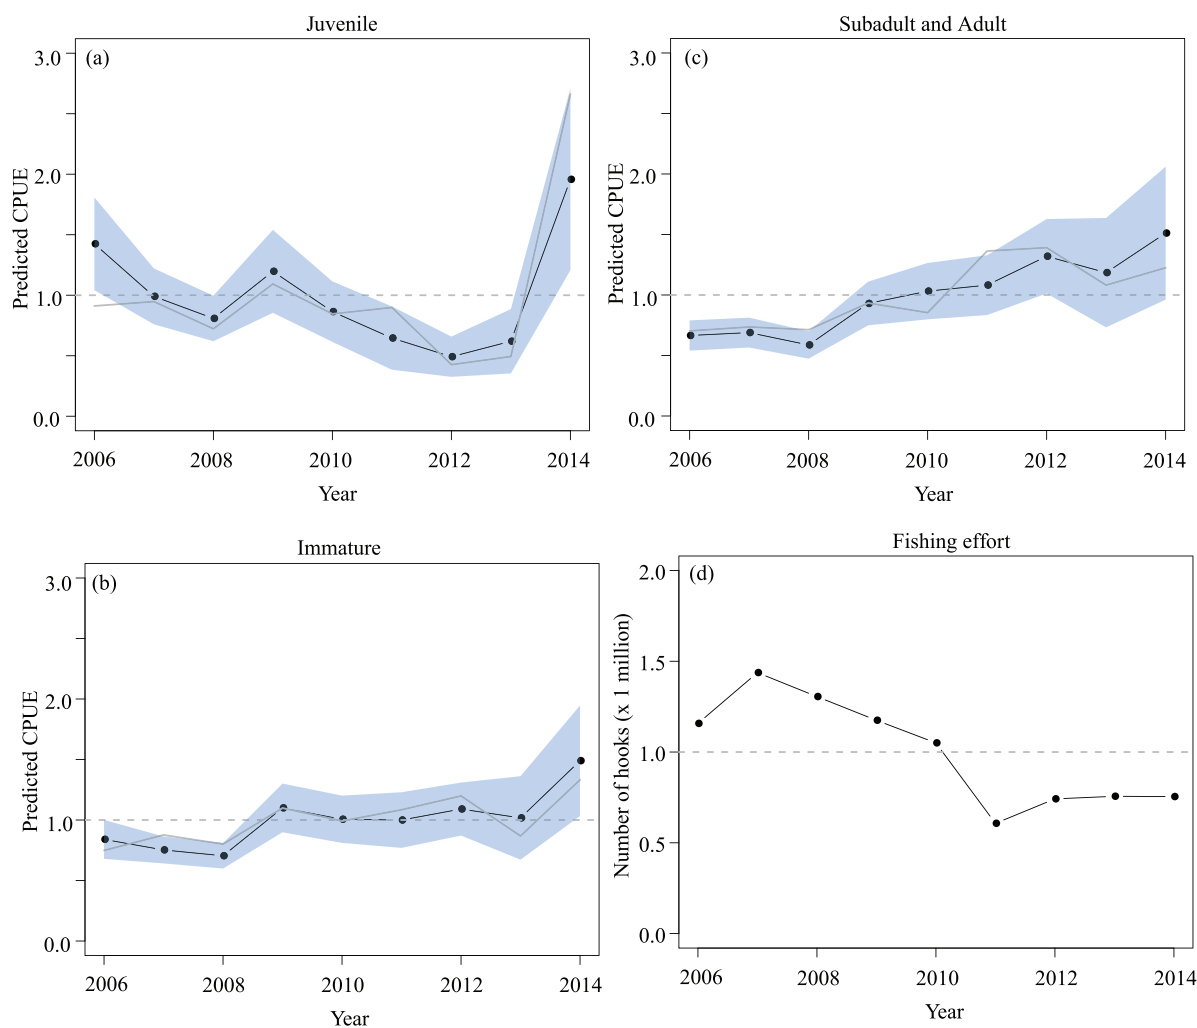 Juvenile
(a)
3.0
2.0
1.0
0.0
Predicted CPUE
2006 2008 2010 2012 2014
Year
Subadult and Adult
(c)
3.0
2.0
1.0
0.0
Predicted CPUE
2006 2008 2010 2012 2014
Year
Immature
(b)
3.0
2.0
1.0
0.0
Predicted CPUE
2006 2008 2010 2012 2014
Year
Fishing effort
(d)
2.0
1.5
1.0
0.5
0.0
Number of hooks (x 1 million)
2006 2008 2010 2012 2014
Year